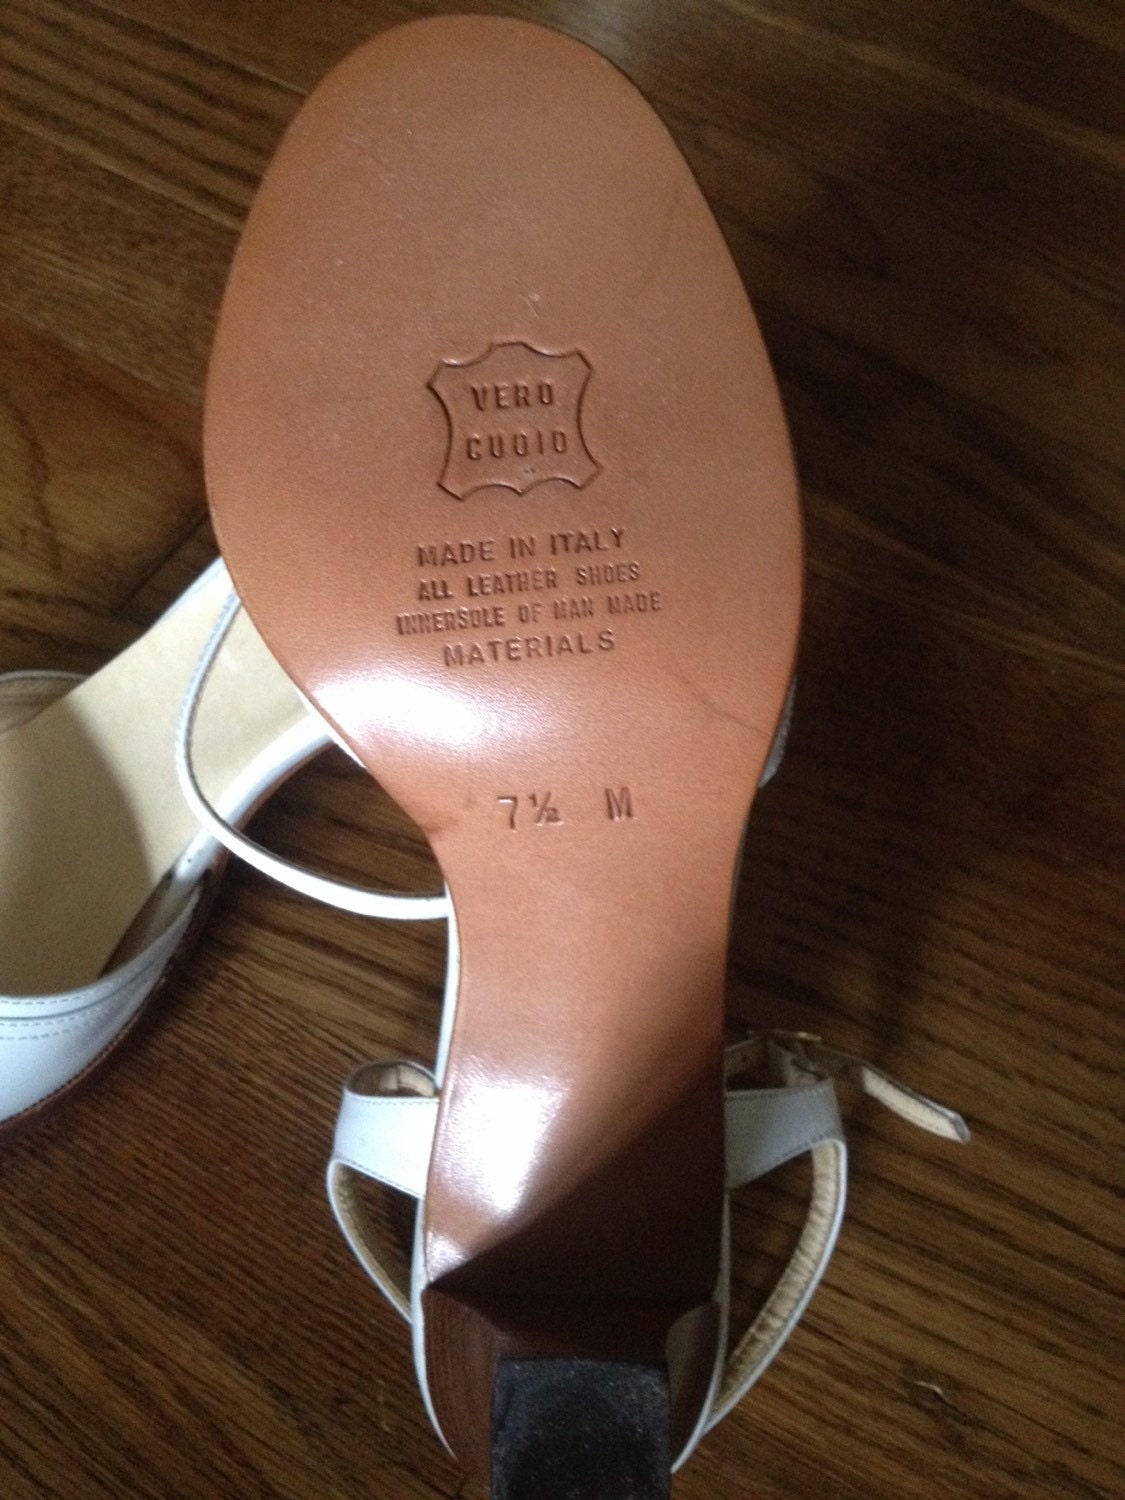 VERO
CUOIO
MADE IN ITALY
ALL LEATHER SHOES
INNERSOLE OF MAN MADE
MATERIALS
7½ M